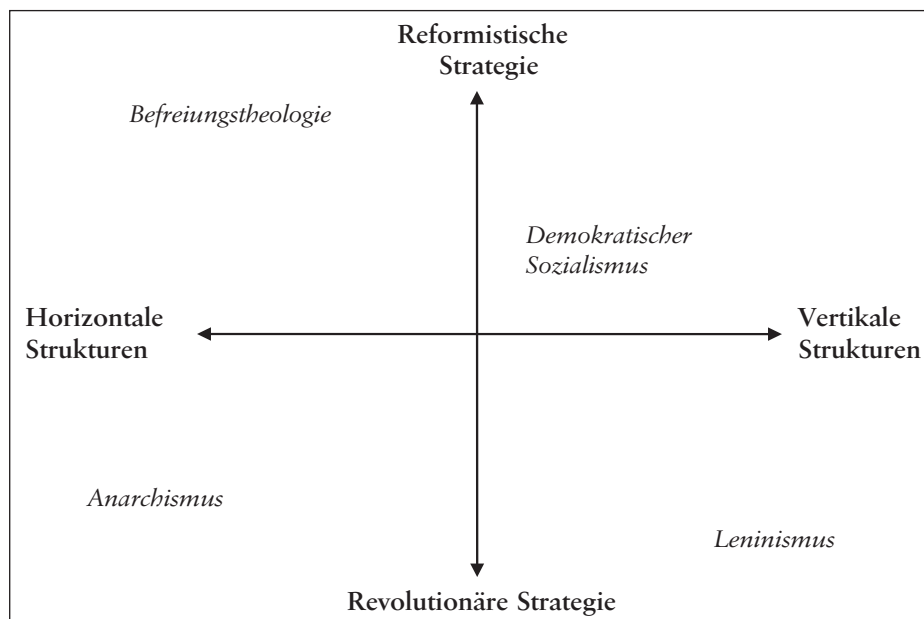 Reformistische
Strategie
Befreiungstheologie
Demokratischer
Sozialismus
Horizontale
Strukturen
Vertikale
Strukturen
Anarchismus
Leninismus
Revolutionäre Strategie